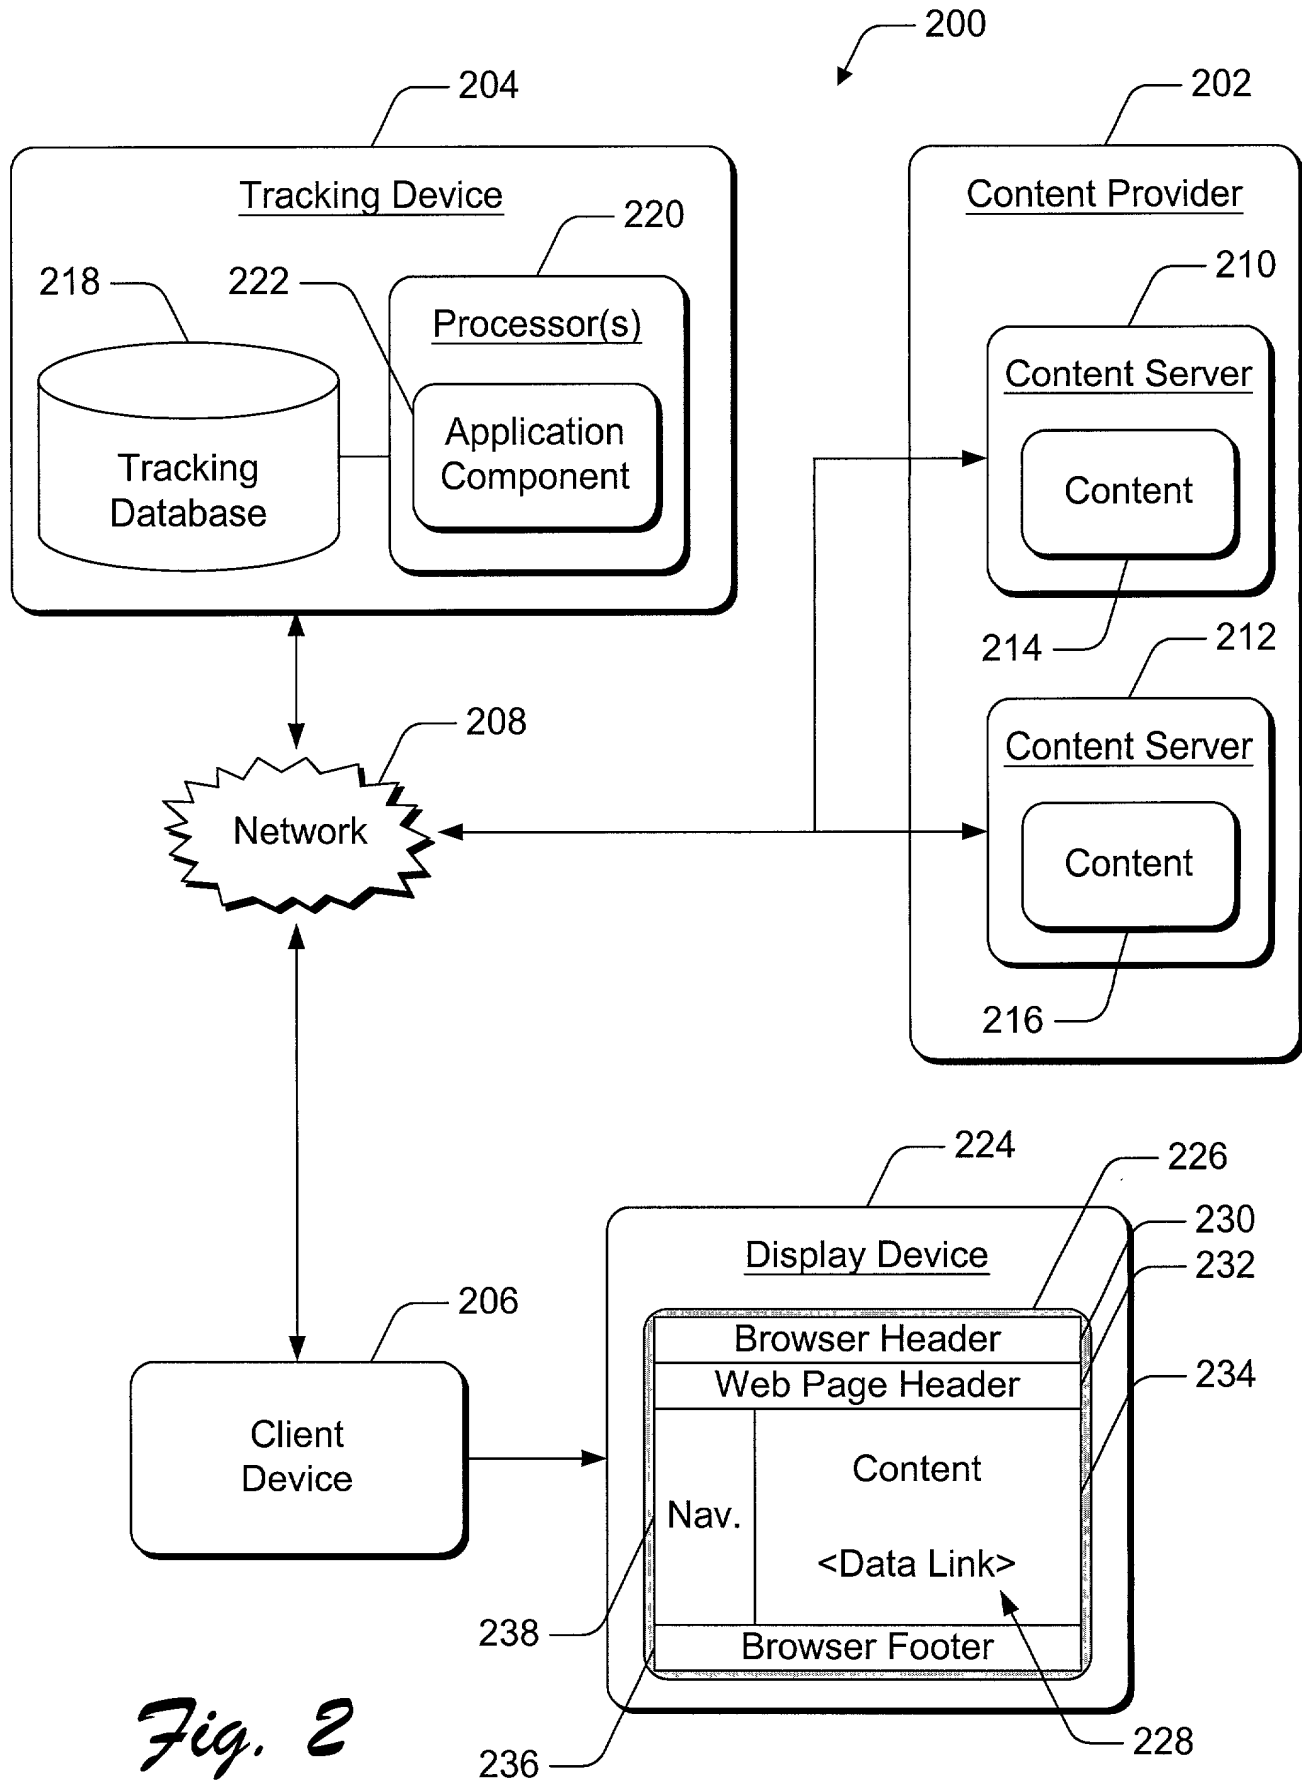 200
204
202
Tracking Device
Content Provider
220
218
222
210
Processor(s)
Content Server
Application
Component
Tracking
Database
Content
214
212
208
Content Server
Network
Content
216
224
226
230
Display Device
232
206
Browser Header
Web Page Header
234
Client
Device
Content
Nav.
<Data Link>
238
Browser Footer
Fig. 2
236
228